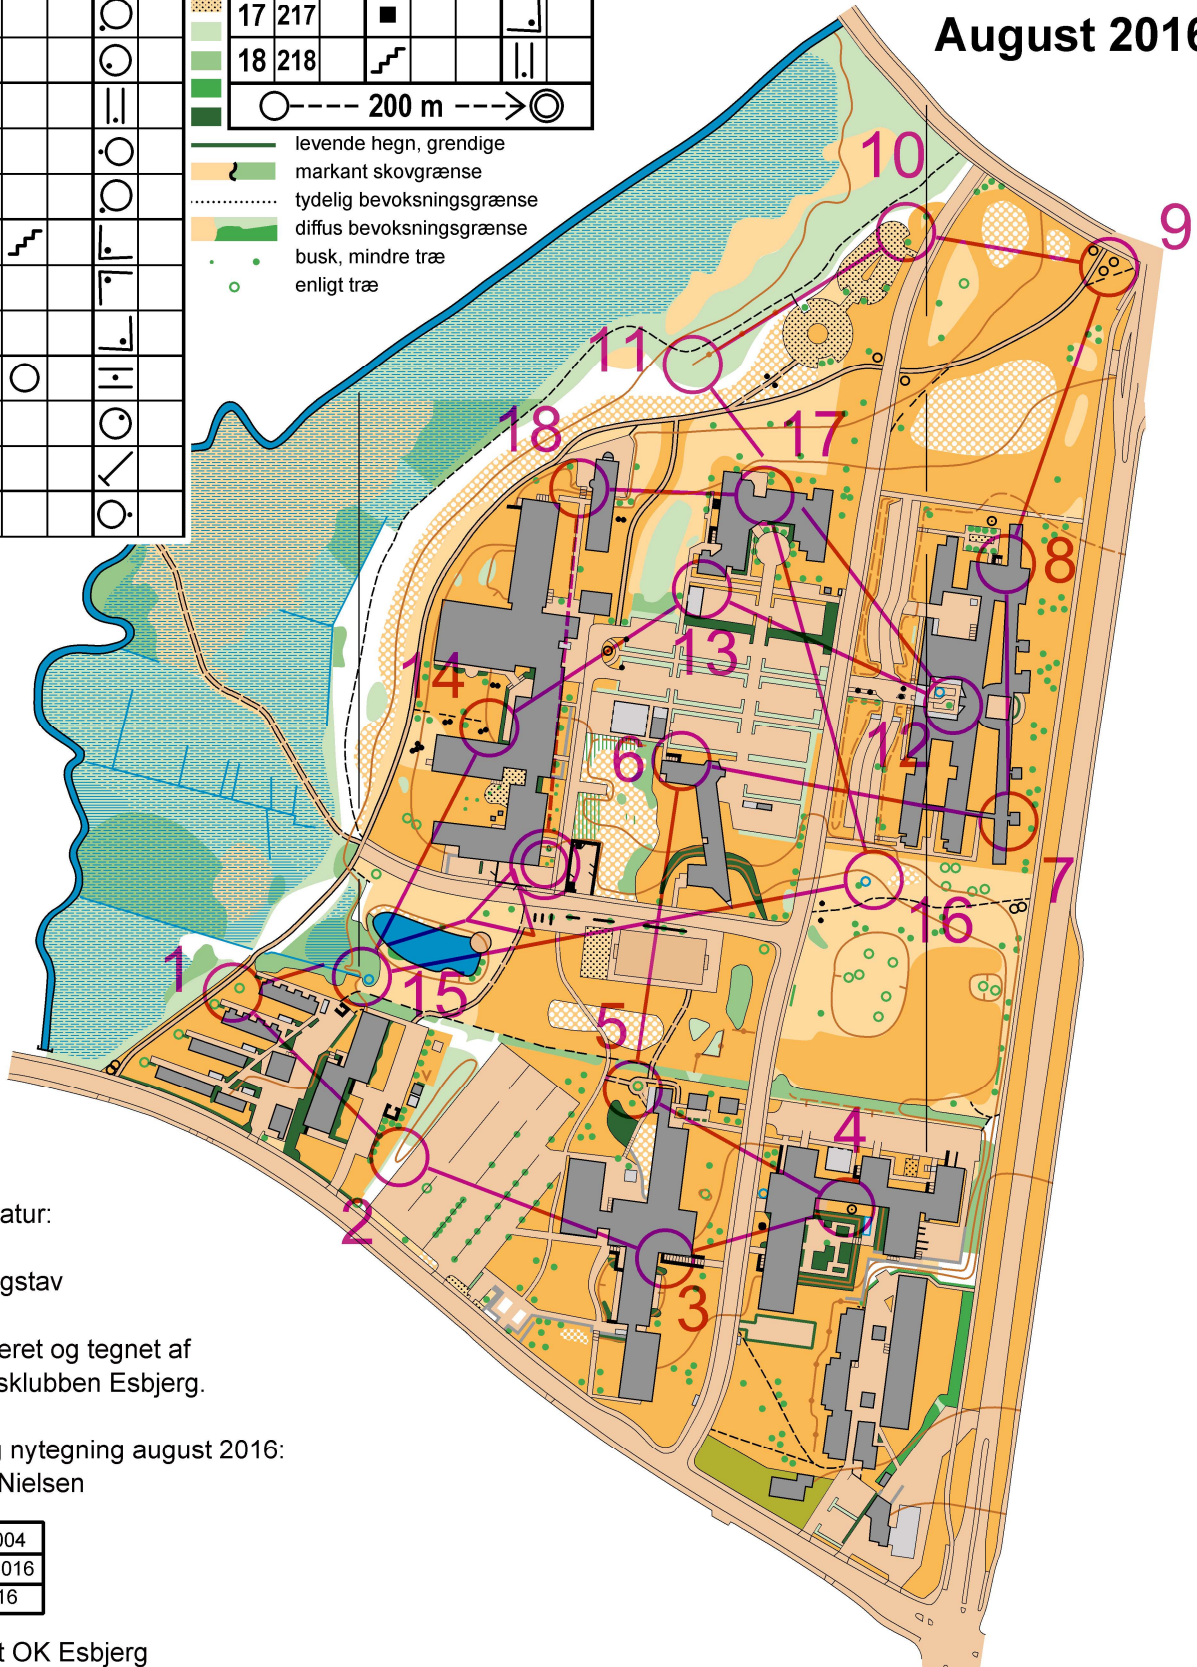 August 2016
17 217
18 218
200 m
levende hegn, grendige
markant skovgrænse
tydelig bevoksningsgrænse
diffus bevoksningsgrænse
busk, mindre træ
enligt træ
10
9
11
18
17
8
13
14
12
6
7
16
1
15
5
4
2
3
atur:
gstav
eret og tegnet af
sklubben Esbjerg.
g nytegning august 2016:
Nielsen
004
016
16
t OK Esbjerg